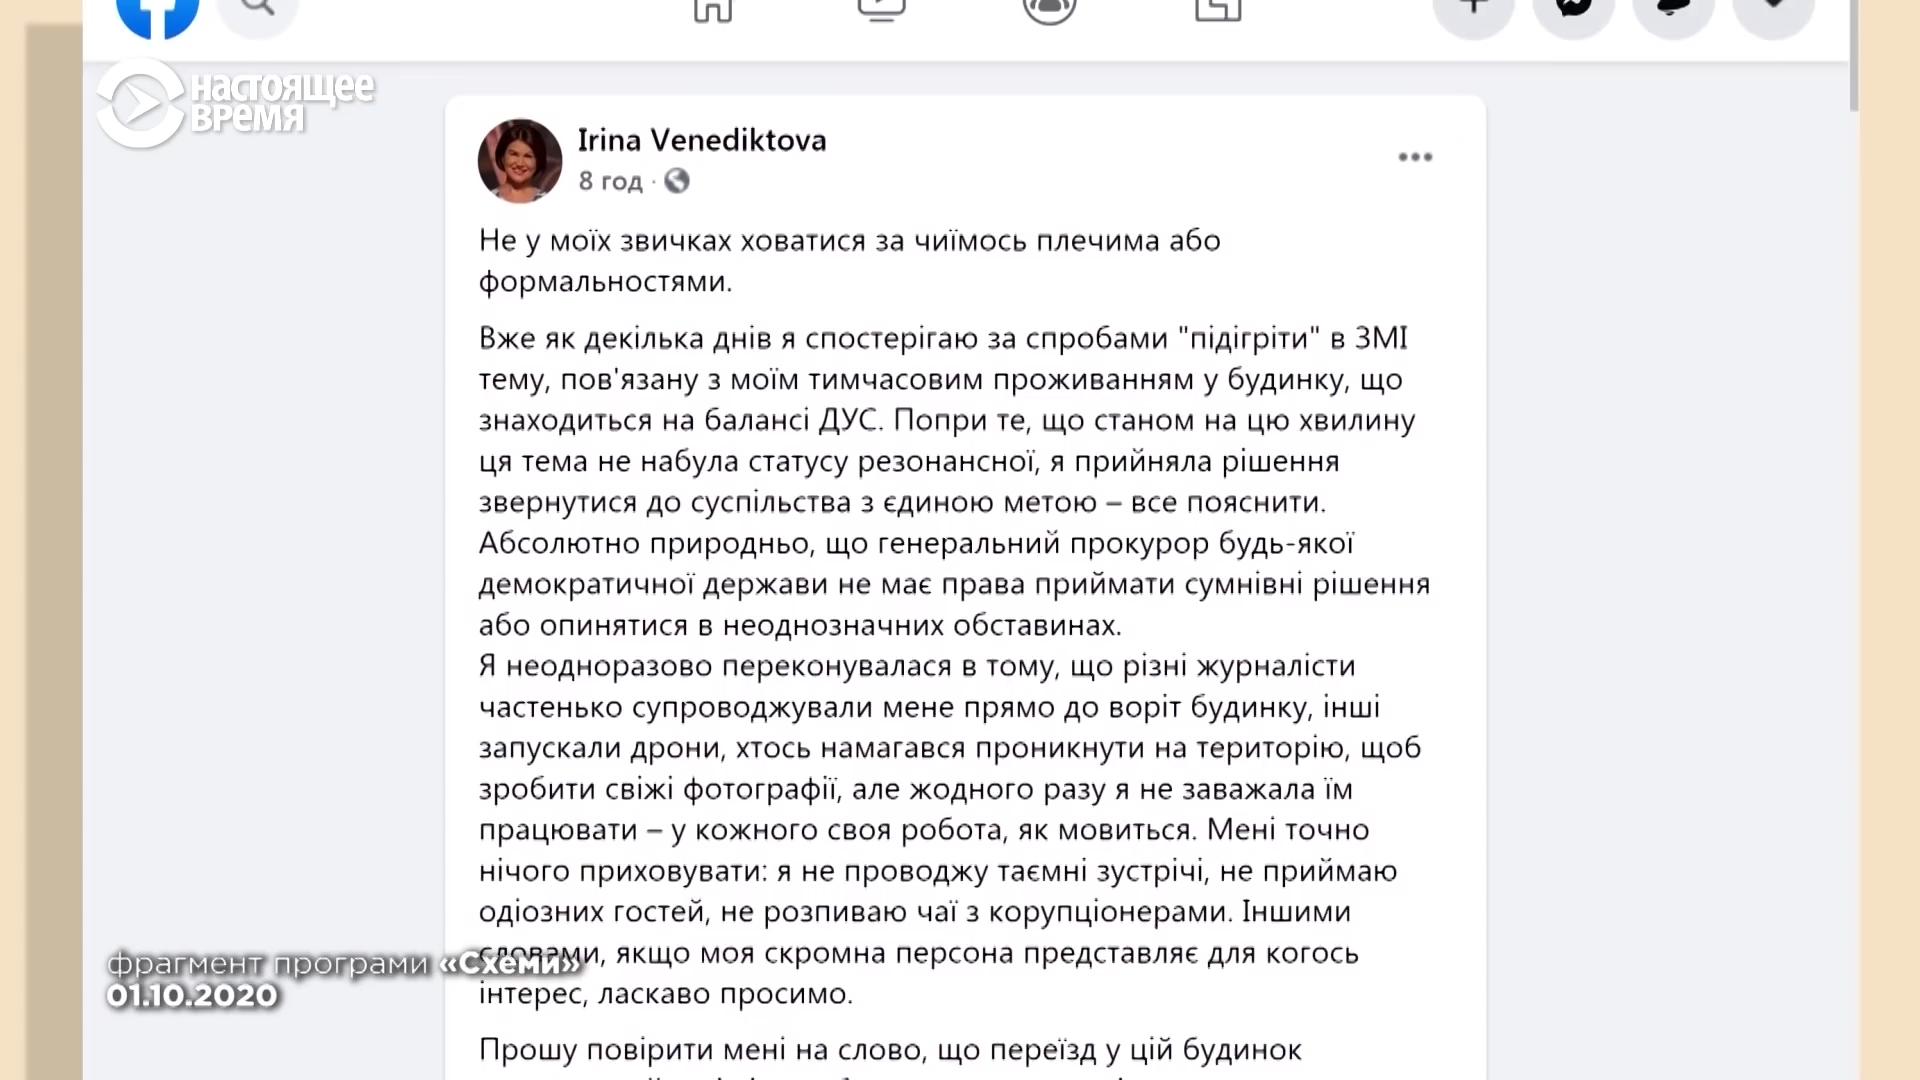 НАСТОЯЩЕЕ
ВРЕМЯ
Irina Venediktova
8 год ·
Не у моїх звичках ховатися за чиїмось плечима або
формальностями.
Вже як декілька днів я спостерігаю за спробами "підігріти" в ЗМІ
тему, пов'язану з моїм тимчасовим проживанням у будинку, що
знаходиться на балансі ДУС. Попри те, що станом на цю хвилину
ця тема не набула статусу резонансної, я прийняла рішення
звернутися до суспільства з єдиною метою – все пояснити.
Абсолютно природньо, що генеральний прокурор будь-якої
демократичної держави не має права приймати сумнівні рішення
або опинятися в неоднозначних обставинах.
Я неодноразово переконувалася в тому, що різні журналісти
частенько супроводжували мене прямо до воріт будинку, інші
запускали дрони, хтось намагався проникнути на територію, щоб
зробити свіжі фотографії, але жодного разу я не заважала їм
працювати – у кожного своя робота, як мовиться. Мені точно
нічого приховувати: я не проводжу таємні зустрічі, не приймаю
одіозних гостей, не розпиваю чаї з корупціонерами. Іншими
словами, якщо моя скромна персона представляє для когось
інтерес, ласкаво просимо.
Прошу повірити мені на слово, що переїзд у цій будинок
фрагмент програми «Схеми»
01.10.2020